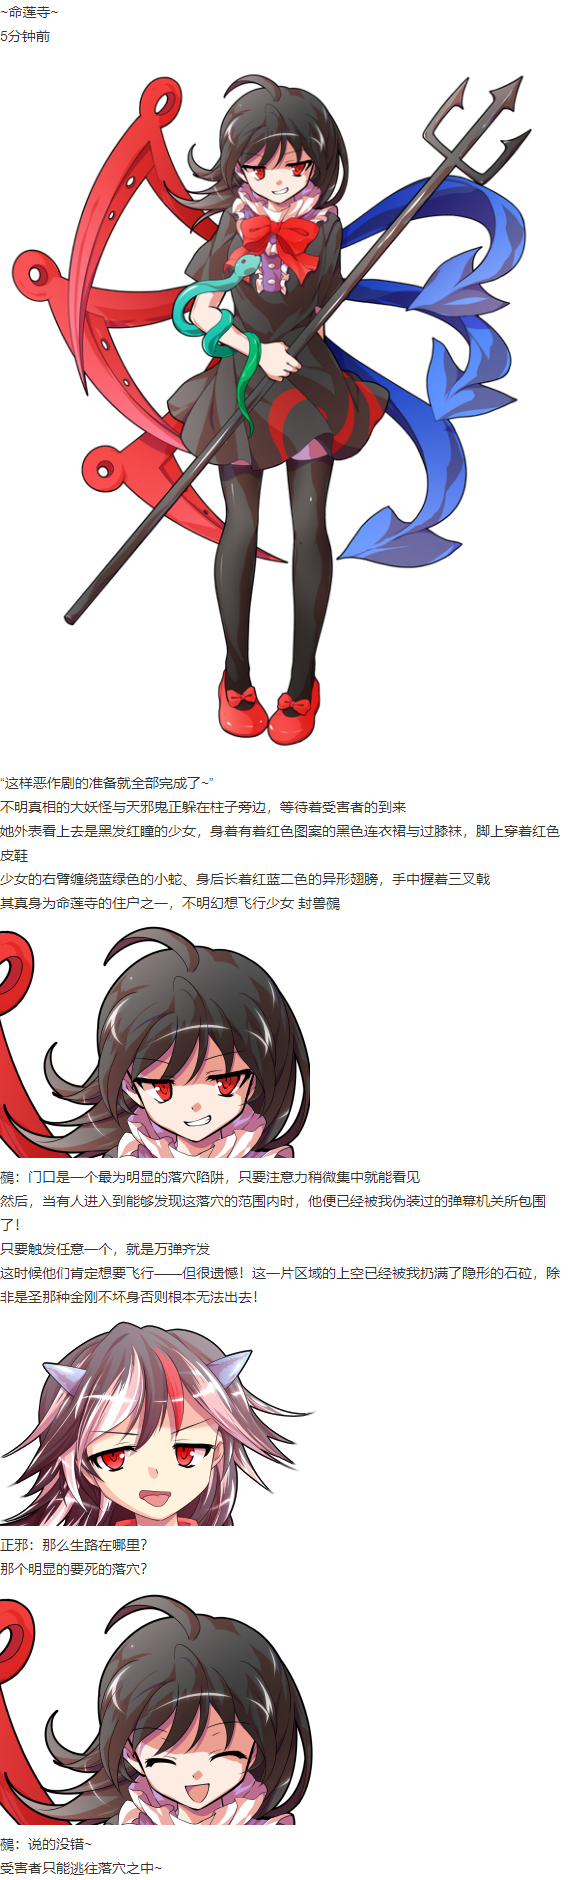 ~命莲寺~
5分钟前
“这样恶作剧的准备就全部完成了~”
不明真相的大妖怪与天邪鬼正躲在柱子旁边，等待着受害者的到来
她外表看上去是黑发红瞳的少女，身着有着红色图案的黑色连衣裙与过膝袜，脚上穿着红色
皮鞋
少女的右臂缠绕蓝绿色的小蛇、身后长着红蓝二色的异形翅膀，手中握着三叉戟
其真身为命莲寺的住户之一，不明幻想飞行少女 封兽鵺
鵺：门口是一个最为明显的落穴陷阱，只要注意力稍微集中就能看见
然后，当有人进入到能够发现这落穴的范围内时，他便已经被我伪装过的弹幕机关所包围
了！
只要触发任意一个，就是万弹齐发
这时候他们肯定想要飞行——但很遗憾！这一片区域的上空已经被我扔满了隐形的石砬，除
非是圣那种金刚不坏身否则根本无法出去！
正邪：那么生路在哪里？
那个明显的要死的落穴？
鵺：说的没错~
受害者只能逃往落穴之中~